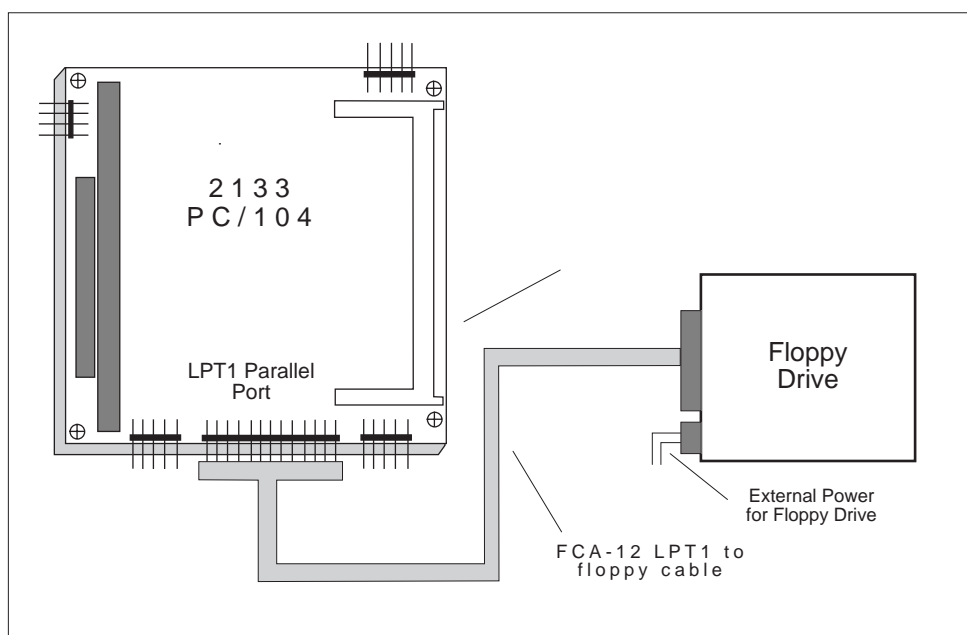 2133
PC/104
LPT1 Parallel
Port
Floppy
Drive
External Power
for Floppy Drive
FCA-12 LPT1 to
floppy cable